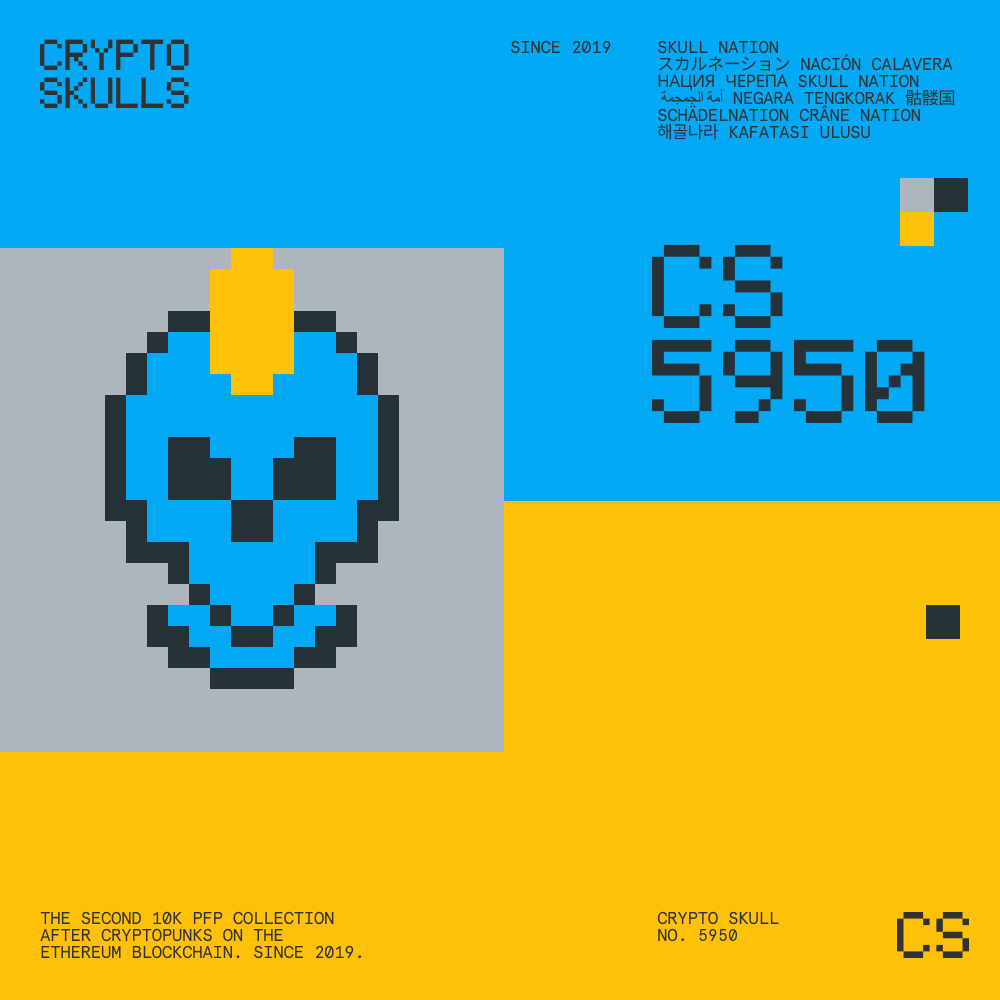 CRYPTO
SKULLS
SINCE 2019
SKULL NATION
スカルネーション NACIÓN CALAVERA
НАЦИЯ ЧЕРЕПА SKULL NATION
أمة الجمجمة NEGARA TENGKORAK 骷髅国
SCHÄDELNATION CRÂNE NATION
해골나라 KAFATASI ULUSU
CS
5950
THE SECOND 10K PFP COLLECTION
AFTER CRYPTOPUNKS ON THE
ETHEREUM BLOCKCHAIN. SINCE 2019.
CRYPTO SKULL
NO. 5950
CS